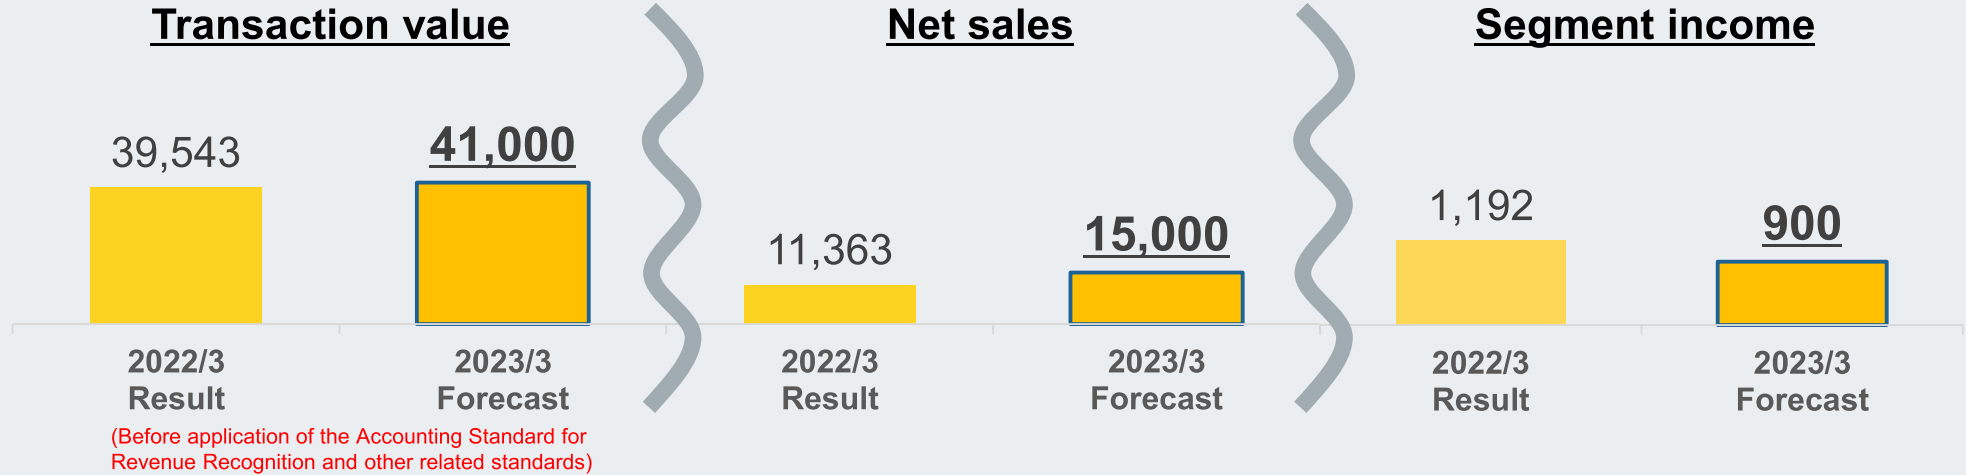 Transaction value
39,543
41,000
2022/3
Result
2023/3
Forecast
(Before application of the Accounting Standard for
Revenue Recognition and other related standards)
Net sales
11,363
15,000
2022/3
Result
2023/3
Forecast
Segment income
1,192
900
2022/3
Result
2023/3
Forecast